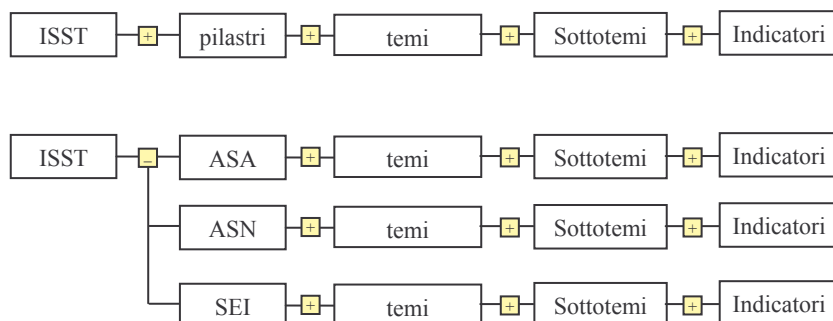 ISST + pilastri + temi + Sottotemi + Indicatori
ISST – ASA + temi + Sottotemi + Indicatori
ASN + temi + Sottotemi + Indicatori
SEI + temi + Sottotemi + Indicatori